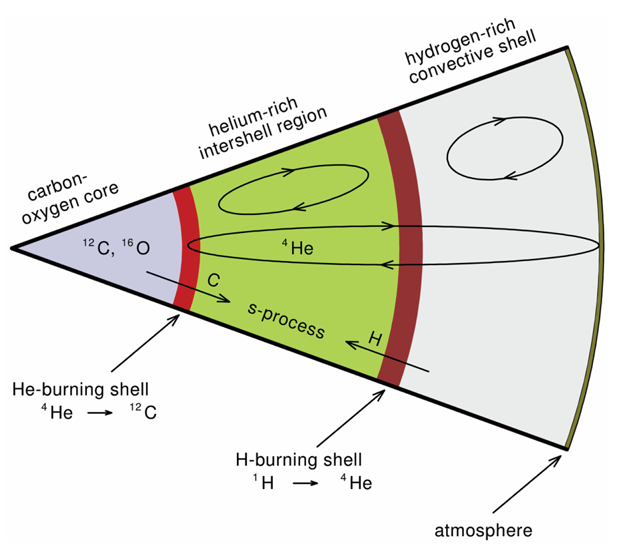 hydrogen-rich
convective shell
helium-rich
intershell region
carbon-
oxygen core
¹²C, ¹⁶O
⁴He
C
s-process
H
He-burning shell
⁴He → ¹²C
H-burning shell
¹H → ⁴He
atmosphere